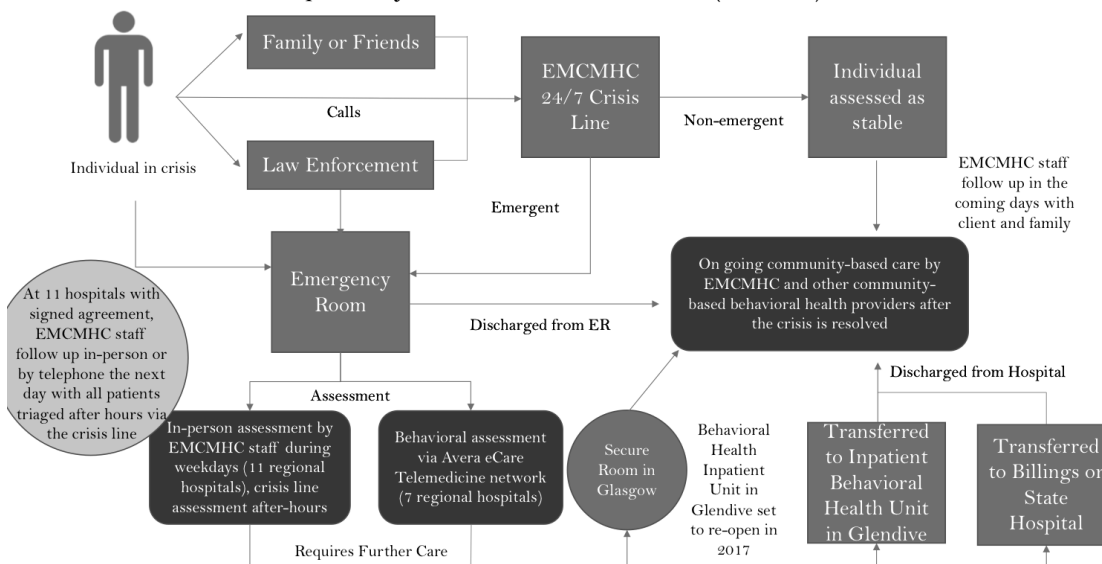 Family or Friends
EMCMHC
24/7 Crisis
Line
Individual
assessed as
stable
Calls
Non-emergent
Law Enforcement
Individual in crisis
EMCMHC staff
follow up in the
coming days with
client and family
Emergent
Emergency
Room
On going community-based care by
EMCMHC and other community-
based behavioral health providers after
the crisis is resolved
At 11 hospitals with
signed agreement,
EMCMHC staff
follow up in-person or
by telephone the next
day with all patients
triaged after hours via
the crisis line
Discharged from ER
Discharged from Hospital
Assessment
In-person assessment by
EMCMHC staff during
weekdays (11 regional
hospitals), crisis line
assessment after-hours
Behavioral assessment
via Avera eCare
Telemedicine network
(7 regional hospitals)
Secure
Room in
Glasgow
Behavioral
Health
Inpatient
Unit in
Glendive set
to re-open in
2017
Transferred
to Inpatient
Behavioral
Health Unit
in Glendive
Transferred
to Billings or
State
Hospital
Requires Further Care